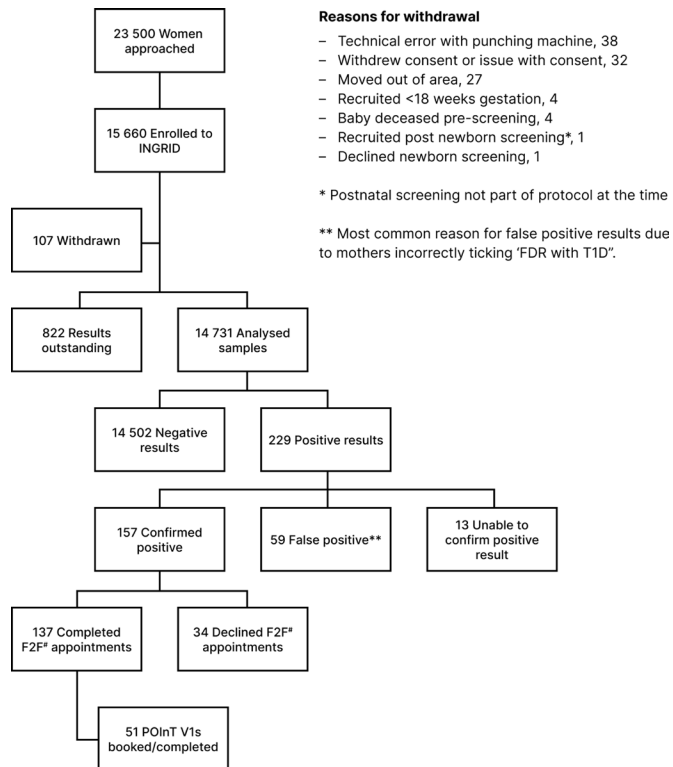 23 500 Women
approached
15 660 Enrolled to
INGRID
107 Withdrawn
822 Results
outstanding
14 731 Analysed
samples
14 502 Negative
results
229 Positive results
157 Confirmed
positive
59 False positive**
13 Unable to
confirm positive
result
137 Completed
F2F# appointments
34 Declined F2F#
appointments
51 POInT V1s
booked/completed
Reasons for withdrawal
– Technical error with punching machine, 38
– Withdrew consent or issue with consent, 32
– Moved out of area, 27
– Recruited <18 weeks gestation, 4
– Baby deceased pre-screening, 4
– Recruited post newborn screening*, 1
– Declined newborn screening, 1
* Postnatal screening not part of protocol at the time
** Most common reason for false positive results due
to mothers incorrectly ticking ‘FDR with T1D”.